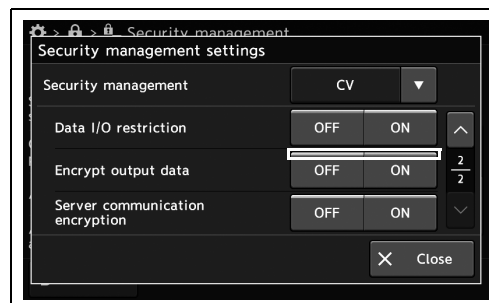 > > Security management
Security management settings
Security management CV ▼
Data I/O restriction OFF ON
Encrypt output data OFF ON
2
2
Server communication OFF ON
encryption
X Close